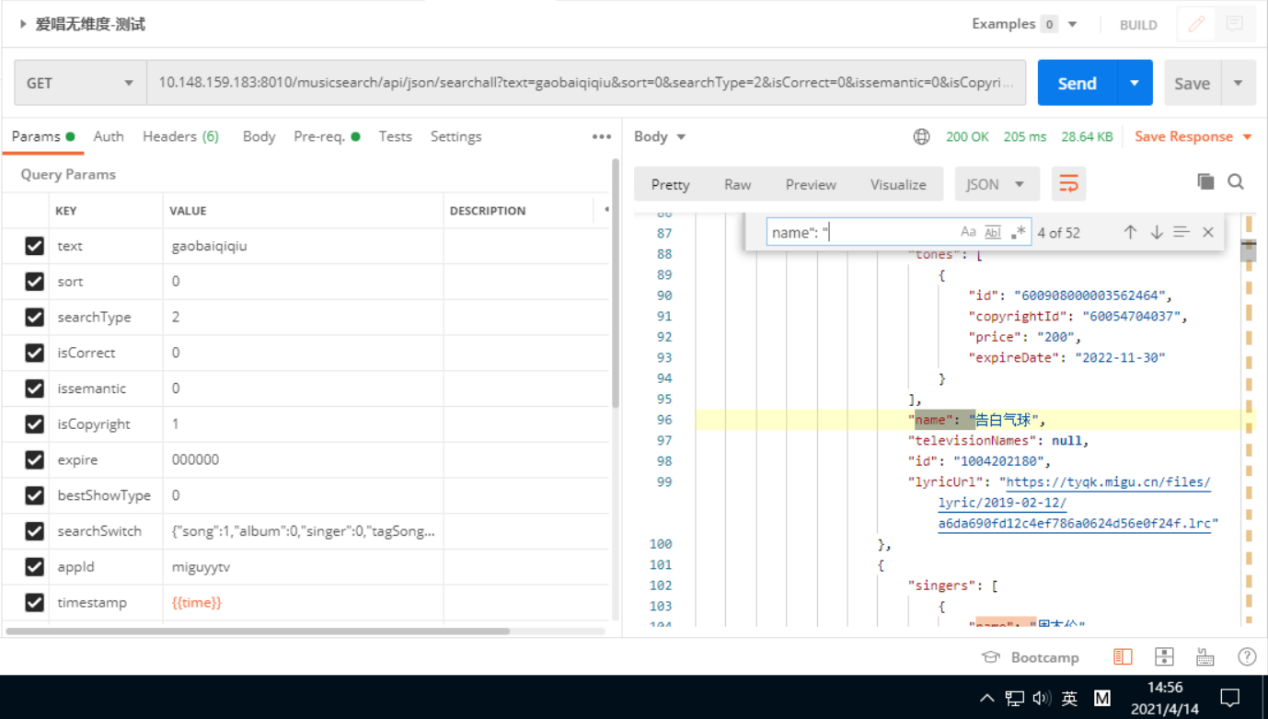 爱唱无维度-测试
Examples 0
BUILD
GET
10.148.159.183:8010/musicsearch/api/json/searchall?text=gaobaiqiqiu&sort=0&searchType=2&isCorrect=0&issemantic=0&isCopyri...
Send
Save
Params
Auth
Headers (6)
Body
Pre-req.
Tests
Settings
Body
200 OK
205 ms
28.64 KB
Save Response
Query Params
Pretty
Raw
Preview
Visualize
JSON
KEY
VALUE
DESCRIPTION
name": "
4 of 52
text
gaobaiqiqiu
sort
0
searchType
2
isCorrect
0
issemantic
0
isCopyright
1
expire
000000
bestShowType
0
searchSwitch
{"song":1,"album":0,"singer":0,"tagSong...
appId
miguyytv
timestamp
{{time}}
86
87
88 "tones": [
89 {
90 "id": "600908000003562464",
91 "copyrightId": "60054704037",
92 "price": "200",
93 "expireDate": "2022-11-30"
94 }
95 ],
96 "name": "告白气球",
97 "televisionNames": null,
98 "id": "1004202180",
99 "lyricUrl": "https://tyqk.migu.cn/files/
lyric/2019-02-12/
a6da690fd12c4ef786a0624d56e0f24f.lrc"
100 },
101 {
102 "singers": [
103 {
104 "name": "周杰伦"
Bootcamp
英
M
14:56
2021/4/14